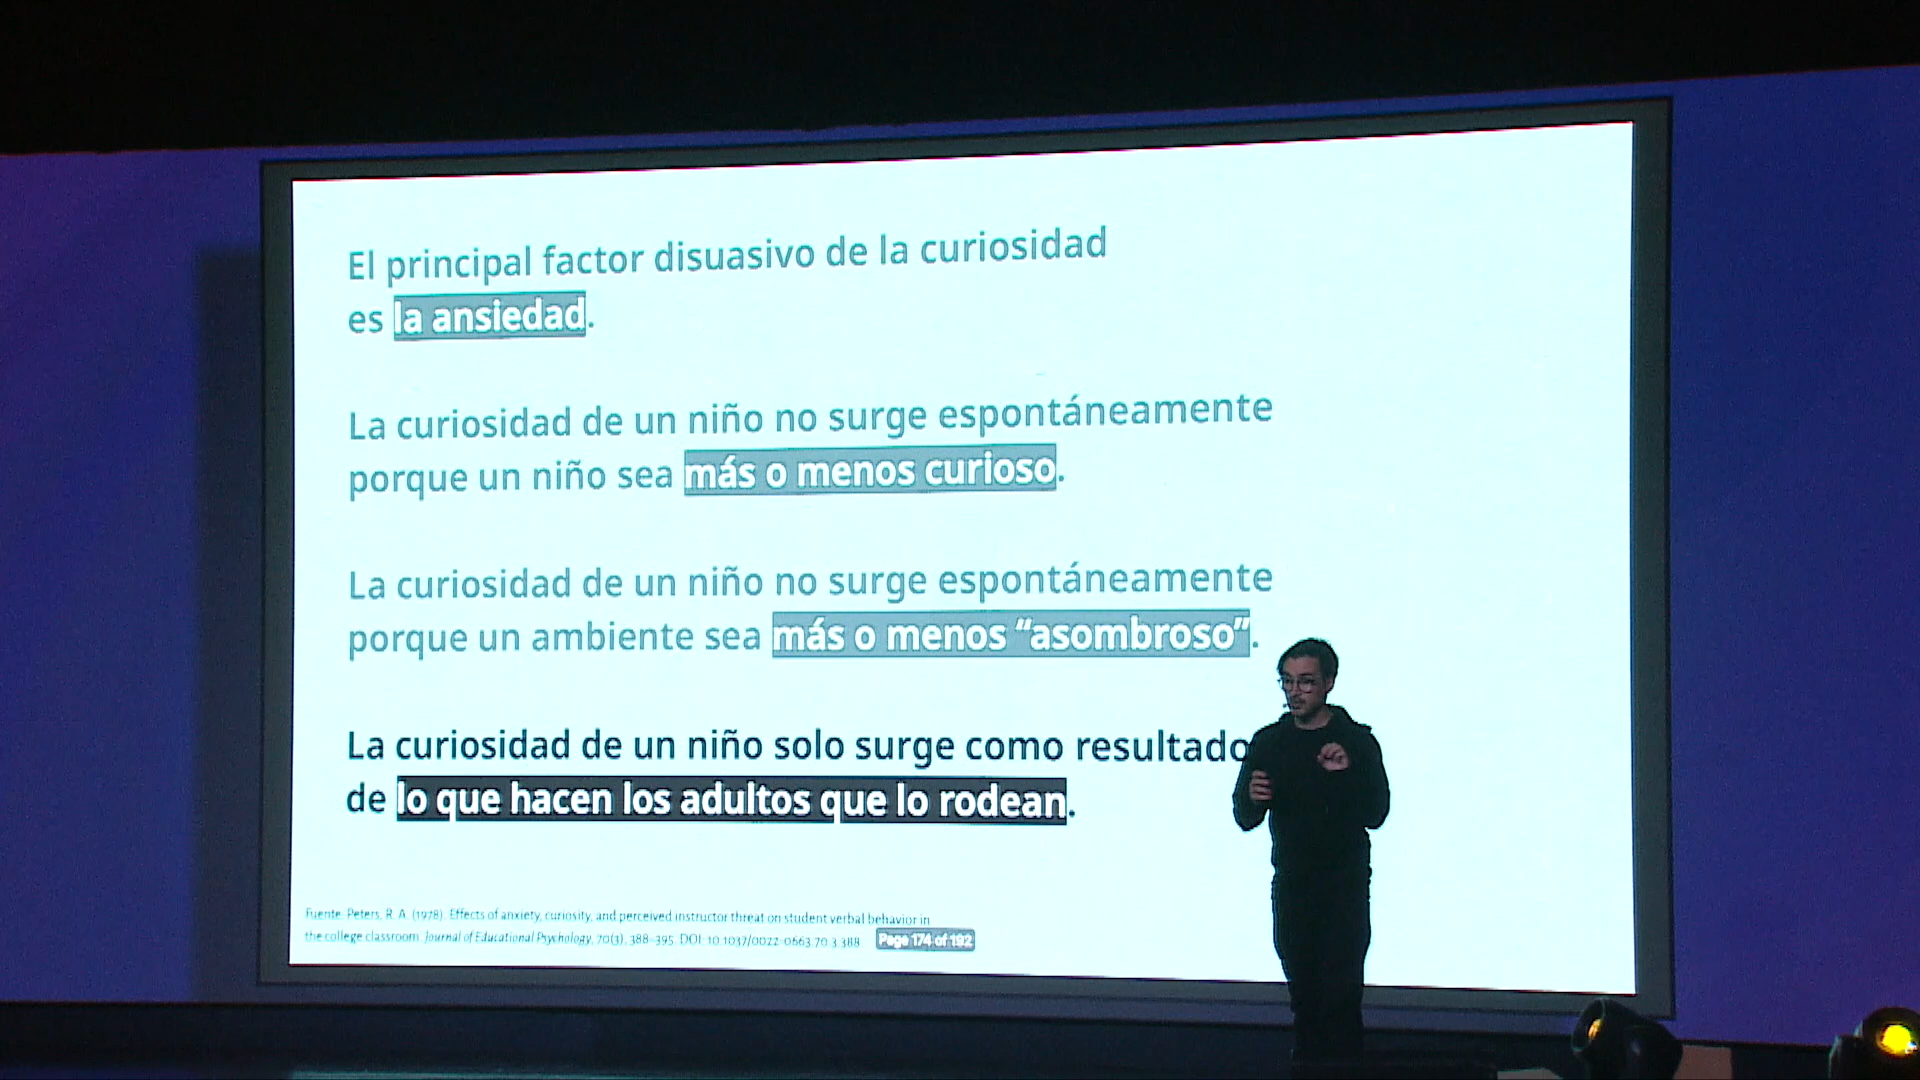 El principal factor disuasivo de la curiosidad
es la ansiedad.
La curiosidad de un niño no surge espontáneamente
porque un niño sea más o menos curioso.
La curiosidad de un niño no surge espontáneamente
porque un ambiente sea más o menos “asombroso”.
La curiosidad de un niño solo surge como resultado
de lo que hacen los adultos que lo rodean.
Fuente: Peters, R. A. (1978). Effects of anxiety, curiosity, and perceived instructor threat on student verbal behavior in
the college classroom. Journal of Educational Psychology, 70(3), 388–395. DOI: 10.1037/0022-0663.70.3.388
Page 174 of 192